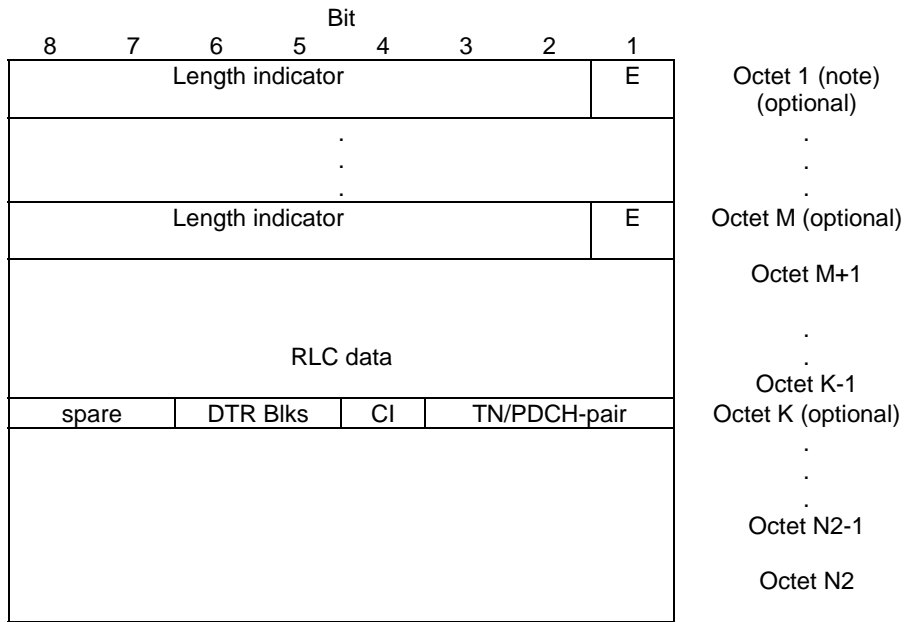 Bit
8 7 6 5 4 3 2 1
Length indicator E Octet 1 (note)
(optional)
. .
. .
. .
Length indicator E Octet M (optional)
Octet M+1
.
RLC data .
Octet K-1
spare DTR Blks CI TN/PDCH-pair Octet K (optional)
.
.
.
Octet N2-1
Octet N2